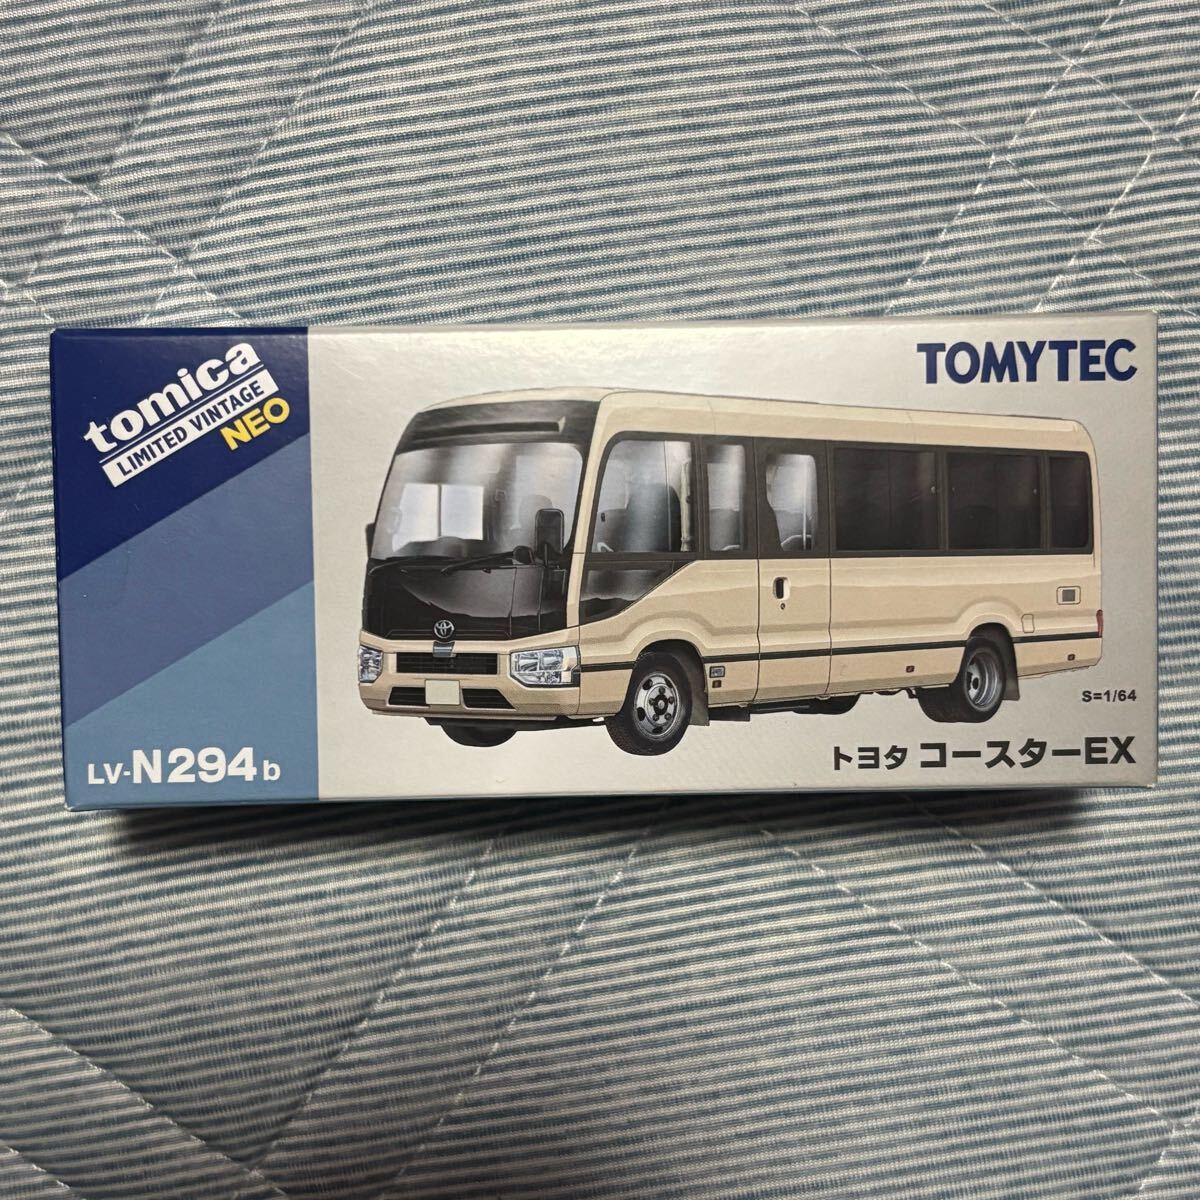 tomica
LIMITED VINTAGE
NEO
TOMYTEC
S=1/64
LV-N294b
トヨタ コースターEX